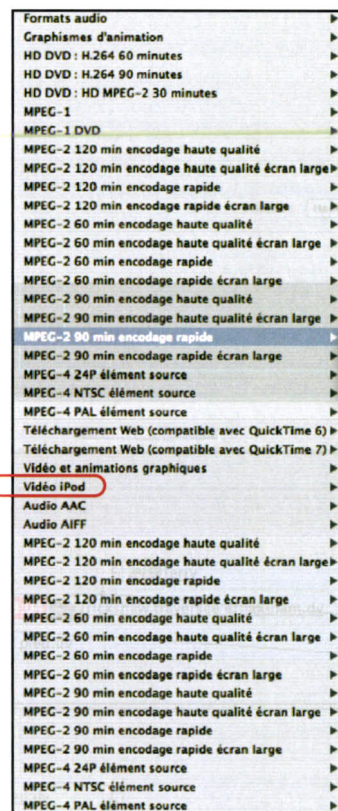 Formats audio
Graphismes d'animation
HD DVD : H.264 60 minutes
HD DVD : H.264 90 minutes
HD DVD : HD MPEG-2 30 minutes
MPEG-1
MPEG-1 DVD
MPEG-2 120 min encodage haute qualité
MPEG-2 120 min encodage haute qualité écran large
MPEG-2 120 min encodage rapide
MPEG-2 120 min encodage rapide écran large
MPEG-2 60 min encodage haute qualité
MPEG-2 60 min encodage haute qualité écran large
MPEG-2 60 min encodage rapide
MPEG-2 60 min encodage rapide écran large
MPEG-2 90 min encodage haute qualité
MPEG-2 90 min encodage haute qualité écran large
MPEG-2 90 min encodage rapide
MPEG-2 90 min encodage rapide écran large
MPEG-4 24P élément source
MPEG-4 NTSC élément source
MPEG-4 PAL élément source
Téléchargement Web (compatible avec QuickTime 6)
Téléchargement Web (compatible avec QuickTime 7)
Vidéo et animations graphiques
Vidéo iPod
Audio AAC
Audio AIFF
MPEG-2 120 min encodage haute qualité
MPEG-2 120 min encodage haute qualité écran large
MPEG-2 120 min encodage rapide
MPEG-2 120 min encodage rapide écran large
MPEG-2 60 min encodage haute qualité
MPEG-2 60 min encodage haute qualité écran large
MPEG-2 60 min encodage rapide
MPEG-2 60 min encodage rapide écran large
MPEG-2 90 min encodage haute qualité
MPEG-2 90 min encodage haute qualité écran large
MPEG-2 90 min encodage rapide
MPEG-2 90 min encodage rapide écran large
MPEG-4 24P élément source
MPEG-4 NTSC élément source
MPEG-4 PAL élément source